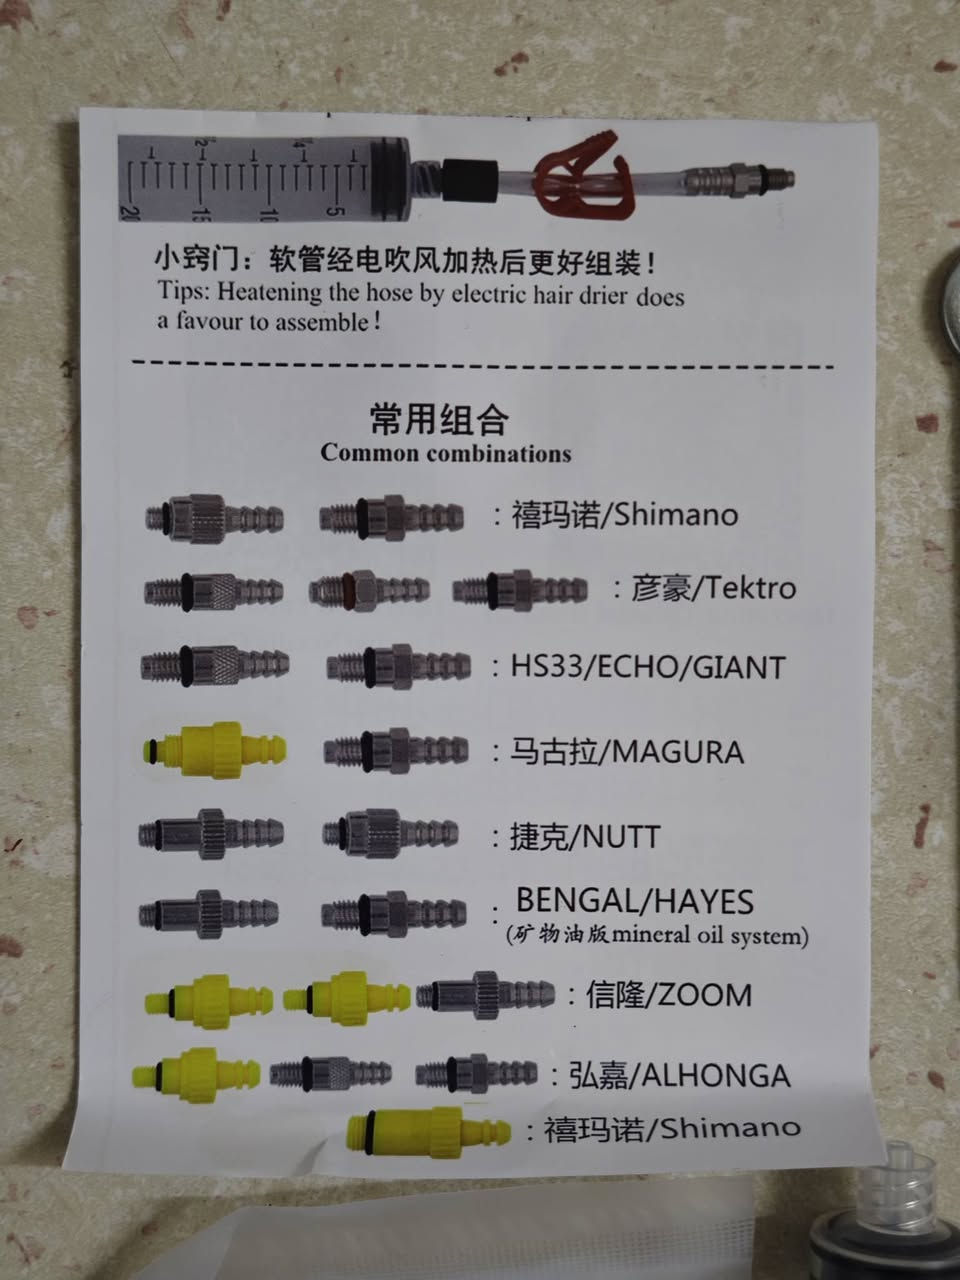 20 15 10 5
小窍门：软管经电吹风加热后更好组装！
Tips: Heatening the hose by electric hair drier does
a favour to assemble！
常用组合
Common combinations
：禧玛诺/Shimano
：彦豪/Tektro
：HS33/ECHO/GIANT
：马古拉/MAGURA
：捷克/NUTT
：BENGAL/HAYES
(矿物油版mineral oil system)
：信隆/ZOOM
：弘嘉/ALHONGA
：禧玛诺/Shimano